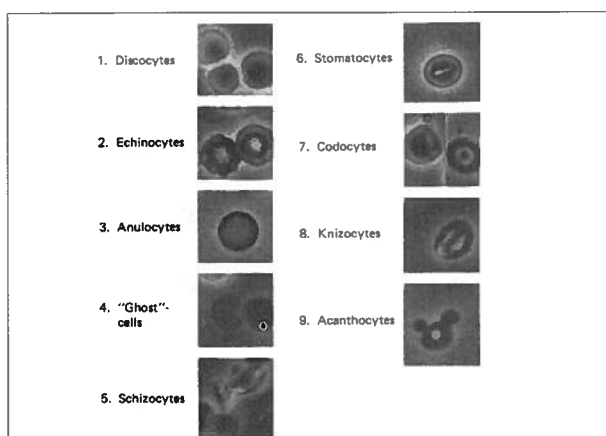 1. Discocytes
2. Echinocytes
3. Anulocytes
4. "Ghost"-
cells
5. Schizocytes
6. Stomatocytes
7. Codocytes
8. Knizocytes
9. Acanthocytes